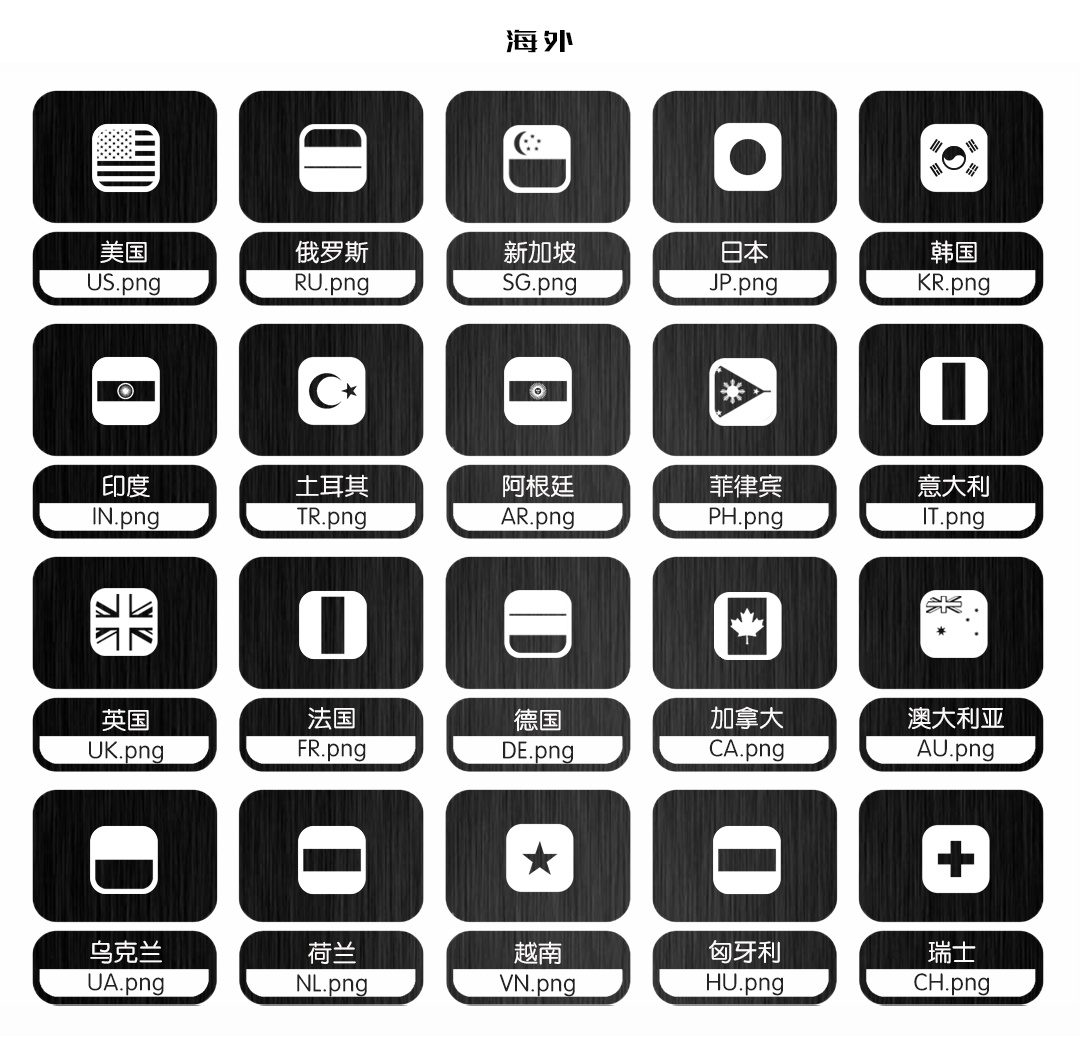 海外
美国
US.png
俄罗斯
RU.png
新加坡
SG.png
日本
JP.png
韩国
KR.png
印度
IN.png
土耳其
TR.png
阿根廷
AR.png
菲律宾
PH.png
意大利
IT.png
英国
UK.png
法国
FR.png
德国
DE.png
加拿大
CA.png
澳大利亚
AU.png
乌克兰
UA.png
荷兰
NL.png
越南
VN.png
匈牙利
HU.png
瑞士
CH.png